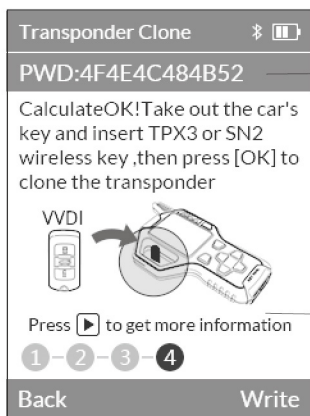 Transponder Clone
PWD:4F4E4C484B52
CalculateOK!Take out the car's
key and insert TPX3 or SN2
wireless key ,then press [OK] to
clone the transponder
VVDI
Press ▶ to get more information
1-2-3-4
Back Write